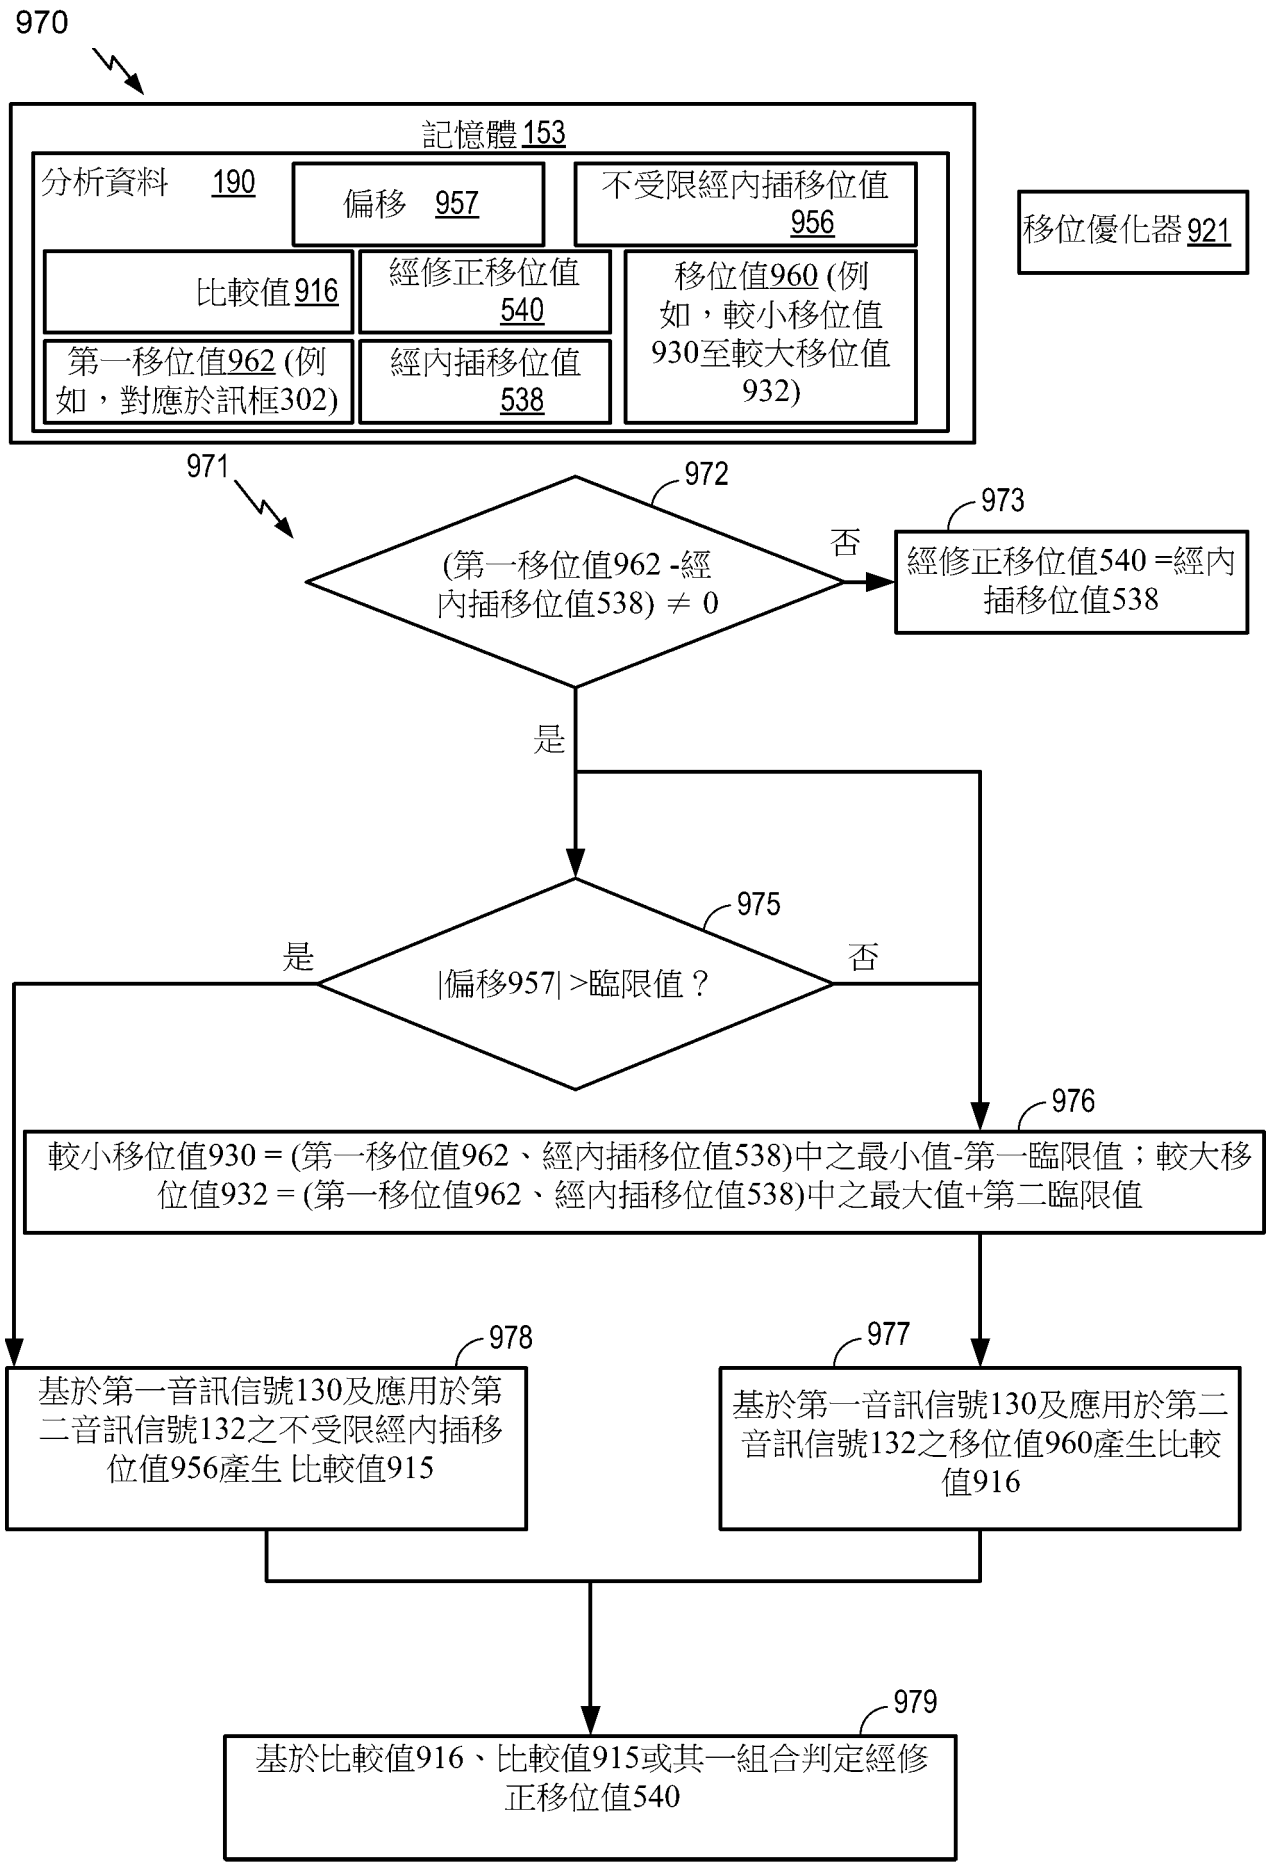 970
記憶體153
分析資料 190
偏移 957
不受限經內插移位值
956
移位優化器921
比較值916
經修正移位值
540
移位值960 (例
如，較小移位值
930至較大移位值
932)
第一移位值962 (例
如，對應於訊框302)
經內插移位值
538
971
972
(第一移位值962 -經
內插移位值538) ≠ 0
否
973
經修正移位值540 =經內
插移位值538
是
975
是
|偏移957| >臨限值？
否
976
較小移位值930 = (第一移位值962、經內插移位值538)中之最小值-第一臨限值；較大移
位值932 = (第一移位值962、經內插移位值538)中之最大值+第二臨限值
978
基於第一音訊信號130及應用於第
二音訊信號132之不受限經內插移
位值956產生 比較值915
977
基於第一音訊信號130及應用於第二
音訊信號132之移位值960產生比較
值916
979
基於比較值916、比較值915或其一組合判定經修
正移位值540